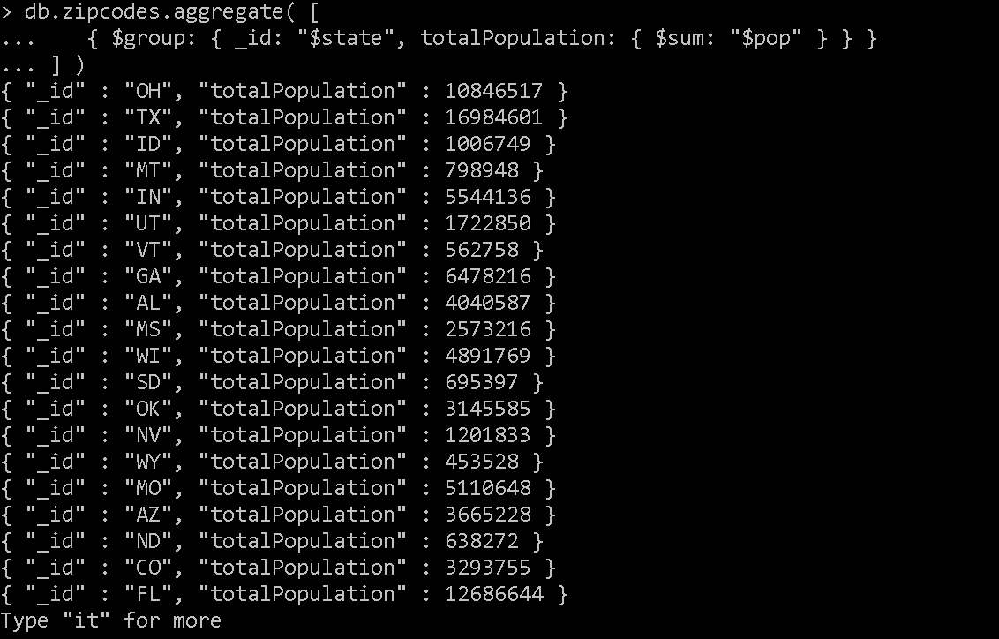 > db.zipcodes.aggregate( [
...    { $group: { _id: "$state", totalPopulation: { $sum: "$pop" } } }
... ] )
{ "_id" : "OH", "totalPopulation" : 10846517 }
{ "_id" : "TX", "totalPopulation" : 16984601 }
{ "_id" : "ID", "totalPopulation" : 1006749 }
{ "_id" : "MT", "totalPopulation" : 798948 }
{ "_id" : "IN", "totalPopulation" : 5544136 }
{ "_id" : "UT", "totalPopulation" : 1722850 }
{ "_id" : "VT", "totalPopulation" : 562758 }
{ "_id" : "GA", "totalPopulation" : 6478216 }
{ "_id" : "AL", "totalPopulation" : 4040587 }
{ "_id" : "MS", "totalPopulation" : 2573216 }
{ "_id" : "WI", "totalPopulation" : 4891769 }
{ "_id" : "SD", "totalPopulation" : 695397 }
{ "_id" : "OK", "totalPopulation" : 3145585 }
{ "_id" : "NV", "totalPopulation" : 1201833 }
{ "_id" : "WY", "totalPopulation" : 453528 }
{ "_id" : "MO", "totalPopulation" : 5110648 }
{ "_id" : "AZ", "totalPopulation" : 3665228 }
{ "_id" : "ND", "totalPopulation" : 638272 }
{ "_id" : "CO", "totalPopulation" : 3293755 }
{ "_id" : "FL", "totalPopulation" : 12686644 }
Type "it" for more